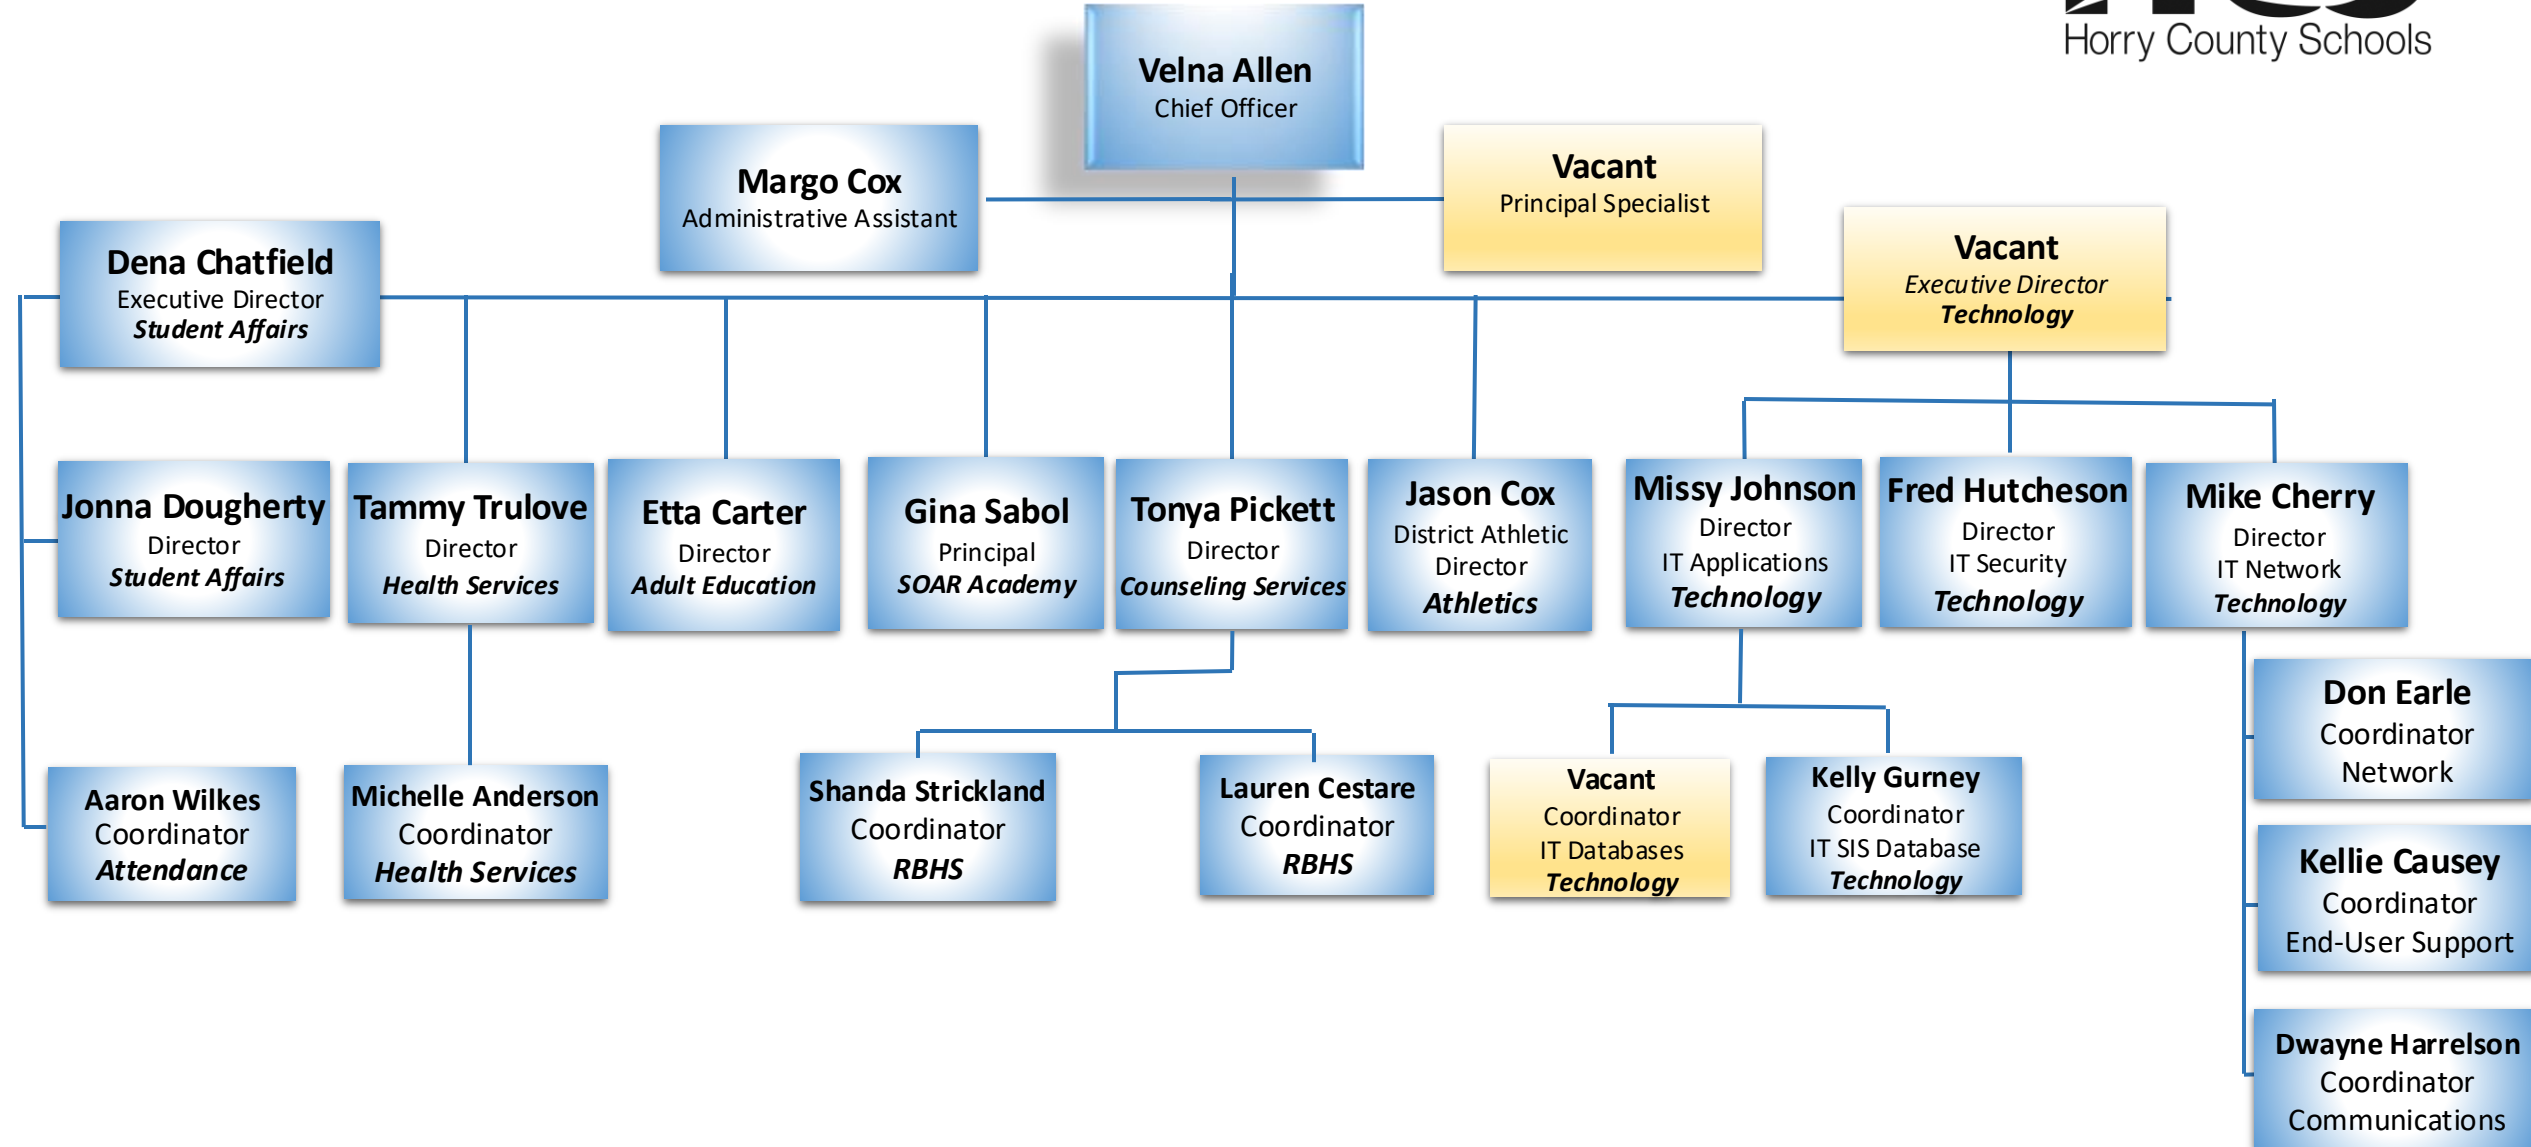 Horry County Schools
Velna Allen
Chief Officer
Margo Cox
Administrative Assistant
Vacant
Principal Specialist
Dena Chatfield
Executive Director
Student Affairs
Vacant
Executive Director
Technology
Jonna Dougherty
Director
Student Affairs
Tammy Trulove
Director
Health Services
Etta Carter
Director
Adult Education
Gina Sabol
Principal
SOAR Academy
Tonya Pickett
Director
Counseling Services
Jason Cox
District Athletic
Director
Athletics
Missy Johnson
Director
IT Applications
Technology
Fred Hutcheson
Director
IT Security
Technology
Mike Cherry
Director
IT Network
Technology
Aaron Wilkes
Coordinator
Attendance
Michelle Anderson
Coordinator
Health Services
Shanda Strickland
Coordinator
RBHS
Lauren Cestare
Coordinator
RBHS
Vacant
Coordinator
IT Databases
Technology
Kelly Gurney
Coordinator
IT SIS Database
Technology
Don Earle
Coordinator
Network
Kellie Causey
Coordinator
End-User Support
Dwayne Harrelson
Coordinator
Communications